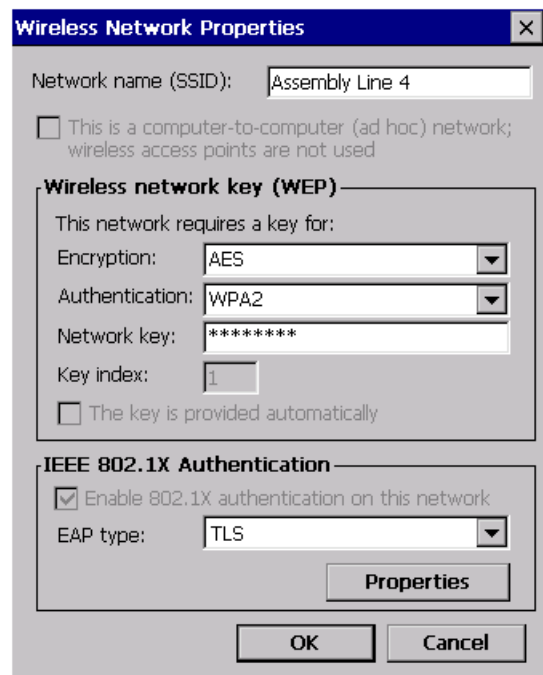 Wireless Network Properties
Network name (SSID): Assembly Line 4
This is a computer-to-computer (ad hoc) network;
wireless access points are not used
Wireless network key (WEP)
This network requires a key for:
Encryption: AES
Authentication: WPA2
Network key: ********
Key index: 1
The key is provided automatically
IEEE 802.1X Authentication
Enable 802.1X authentication on this network
EAP type: TLS
Properties
OK Cancel